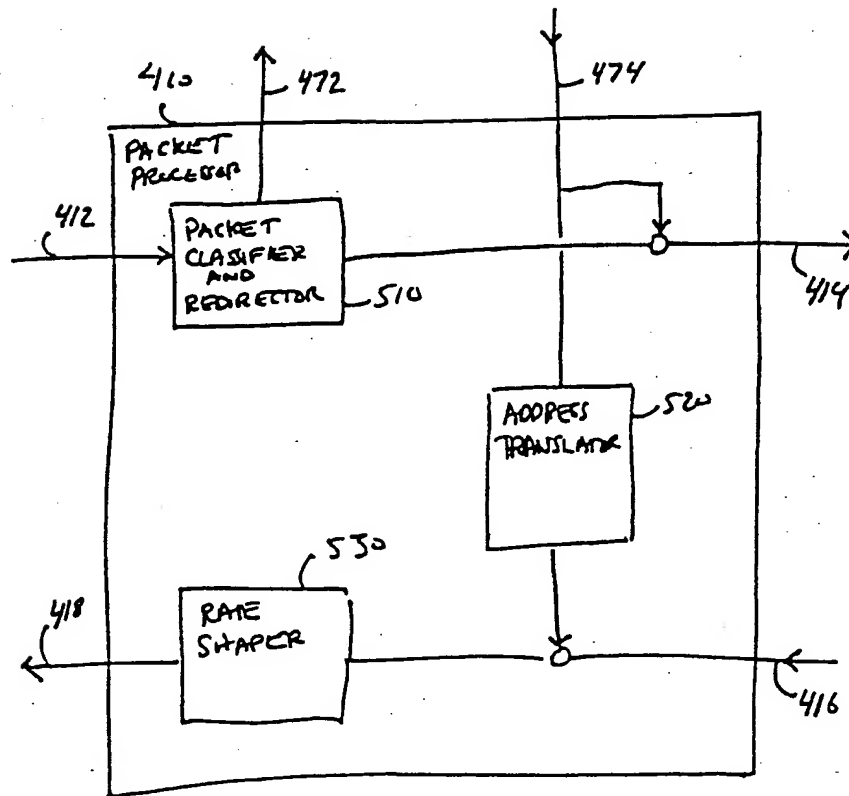 410
472
474
PACKET
PROCESSOR
412
PACKET
CLASSIFIER
AND
REDIRECTOR
510
414
ADDRESS
TRANSLATOR
520
530
418
RATE
SHAPER
416